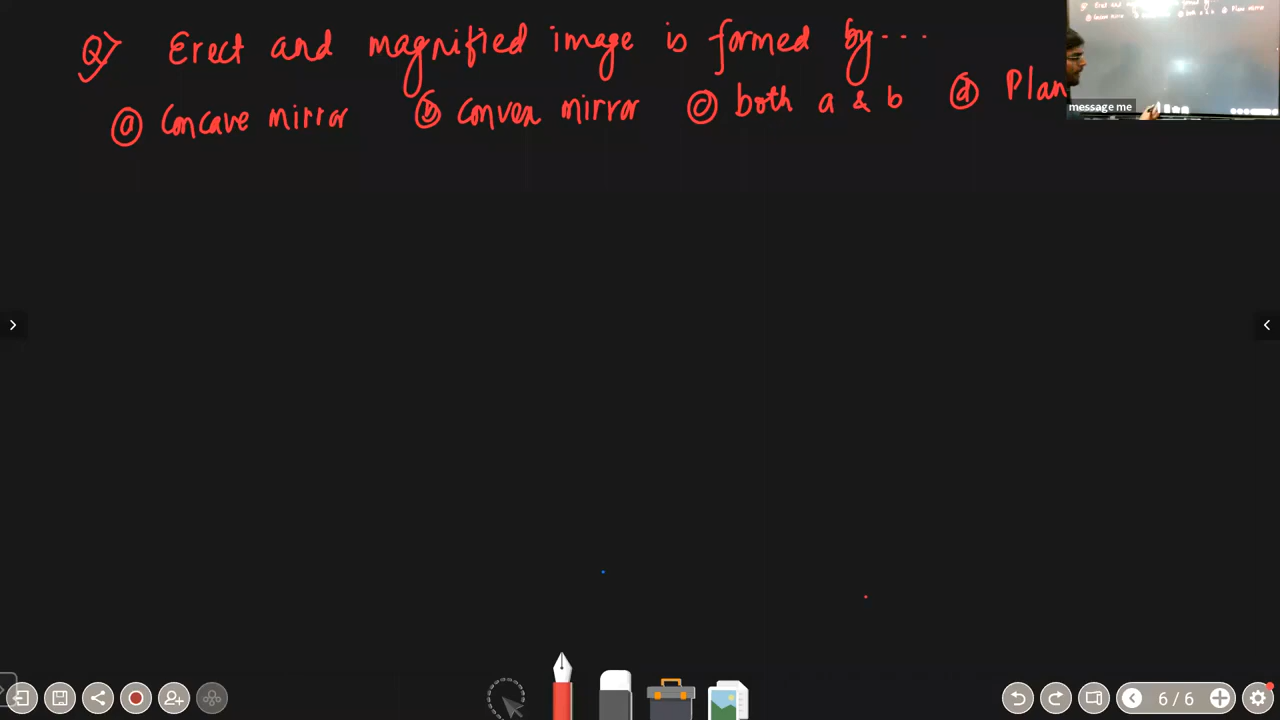 Q> Erect and magnified image is formed by...
(a) Concave mirror (b) convex mirror (c) both a & b (d) Plan
message me
6/6